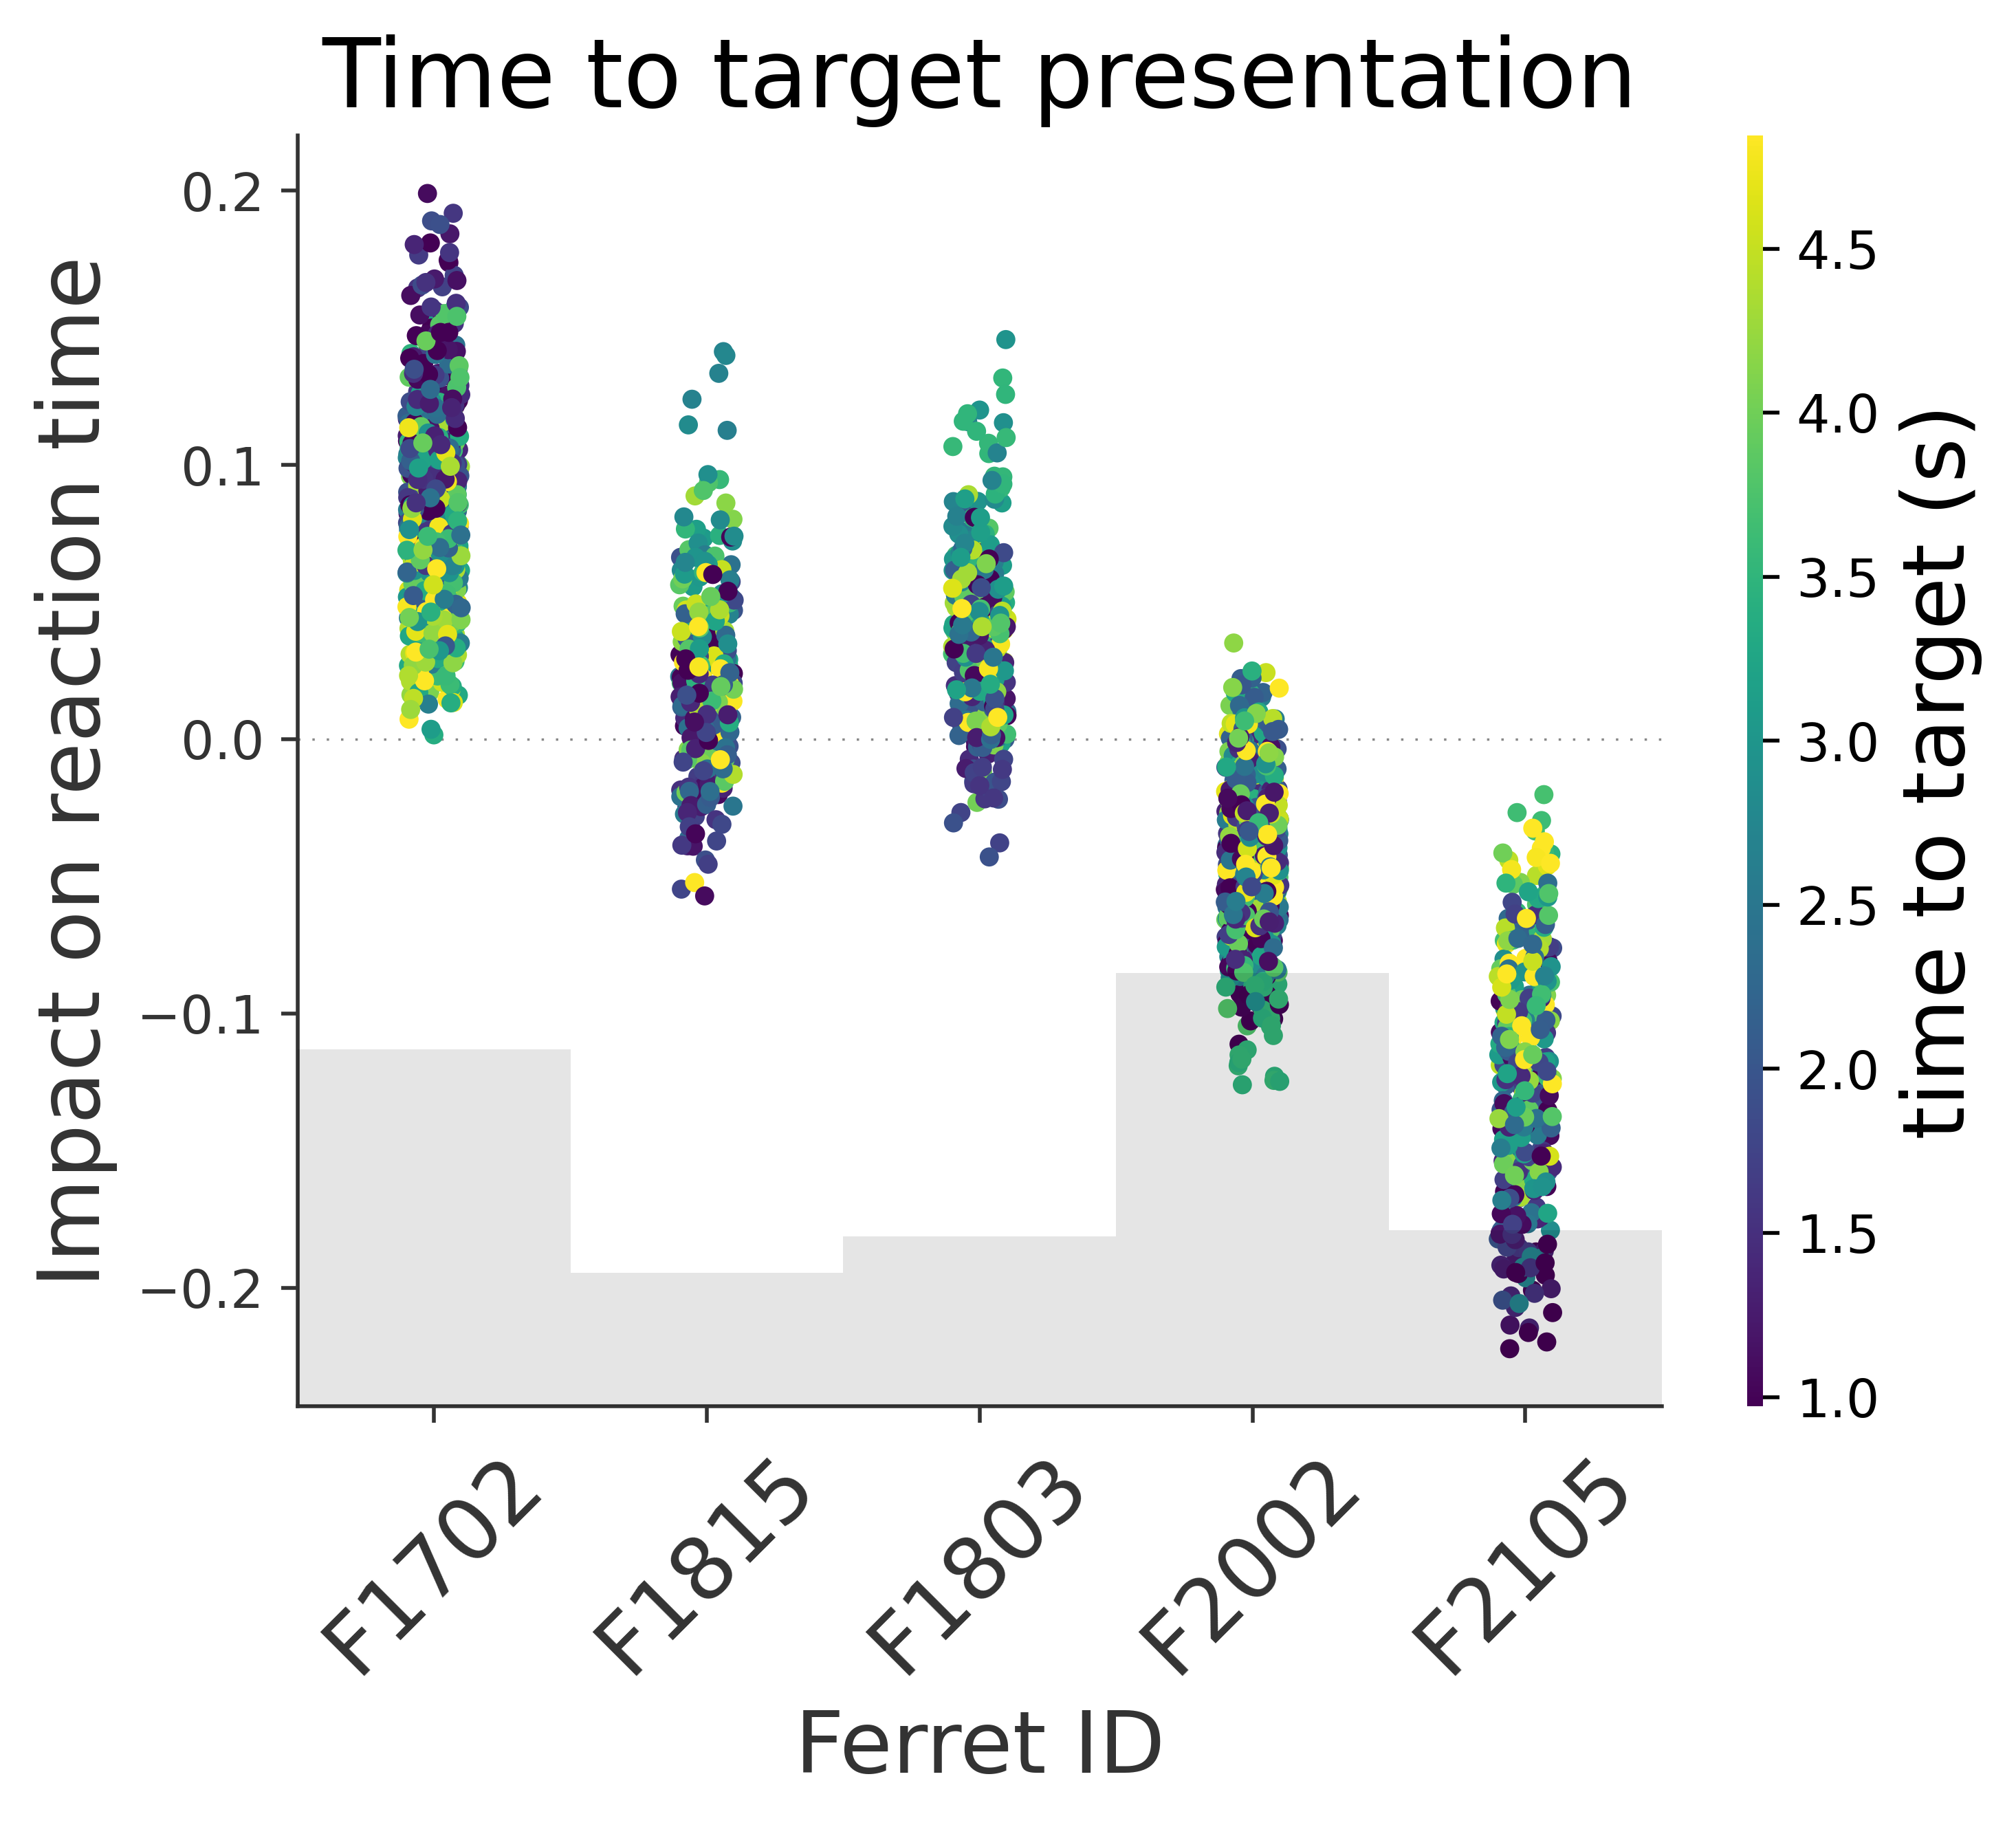 Time to target presentation
Impact on reaction time
0.2
0.1
0.0
−0.1
−0.2
F1702
F1815
F1803
F2002
F2105
Ferret ID
4.5
4.0
3.5
3.0
2.5
2.0
1.5
1.0
time to target (s)